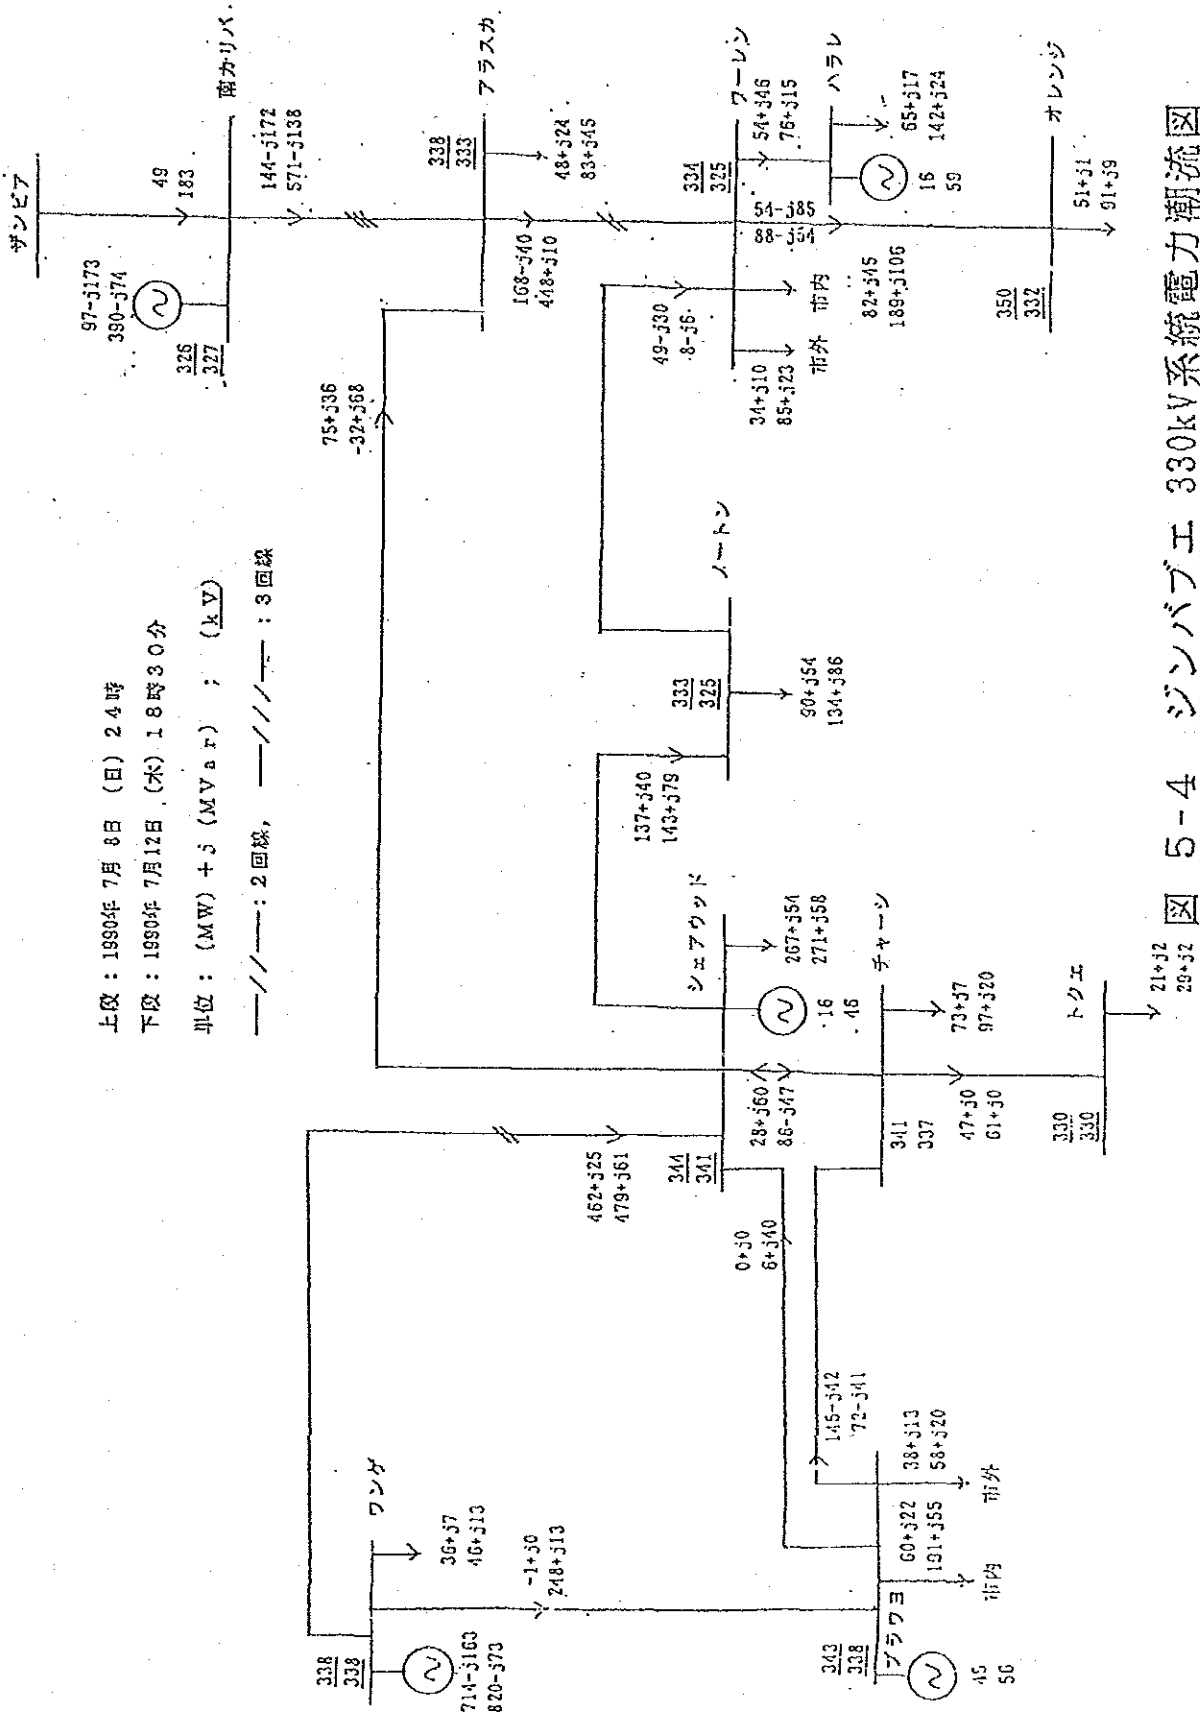 上段：1990年 7月 8日 (日) 24時
下段：1990年 7月12日 (水) 18時30分
単位：(MW)+j(MVar) ; (kV)
—//—：2回線, —///—：3回線
ザンビア
49
183
97-j173
390-j74
326
327
南カリバ
144-j172
571-j138
75+j36
-32+j68
338
333
アラスカ
48+j24
83+j45
168-j40
448+j10
334
325
ワーレン
54+j46
76+j15
ハラレ
65+j17
142+j24
16
59
54-j85
88-j54
49-j30
8-j6
市外
市内
34+j10
85+j23
82+j45
189+j106
350
332
オレンジ
51+j1
91+j9
ノートン
333
325
90+j54
134+j86
137+j40
143+j79
シェアウッド
267+j54
271+j58
16
46
462+j25
479+j61
344
341
28+j60
86-j47
チャーシ
73+j7
97+j20
341
337
47+j0
61+j0
トクエ
330
330
21+j2
29+j2
0+j0
6+j40
145-j42
72-j41
ワンゲ
338
338
714-j163
820-j73
36+j7
46+j13
-1+j0
248+j13
343
338
ブラワヨ
45
56
60+j22
191+j55
市内
38+j13
58+j20
市外
図 5-4 ジンバブエ 330kV系統電力潮流図